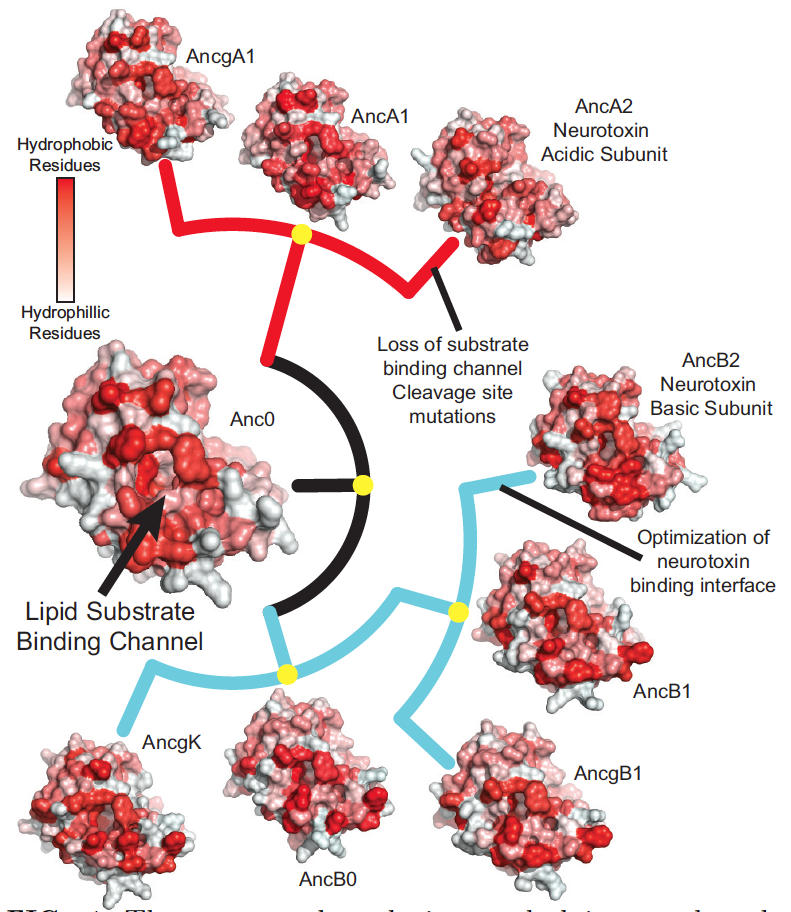 AncgA1
AncA1
AncA2
Neurotoxin
Acidic Subunit
Hydrophobic
Residues
Hydrophillic
Residues
Loss of substrate
binding channel
Cleavage site
mutations
Anc0
AncB2
Neurotoxin
Basic Subunit
Optimization of
neurotoxin
binding interface
Lipid Substrate
Binding Channel
AncB1
AncgK
AncgB1
AncB0